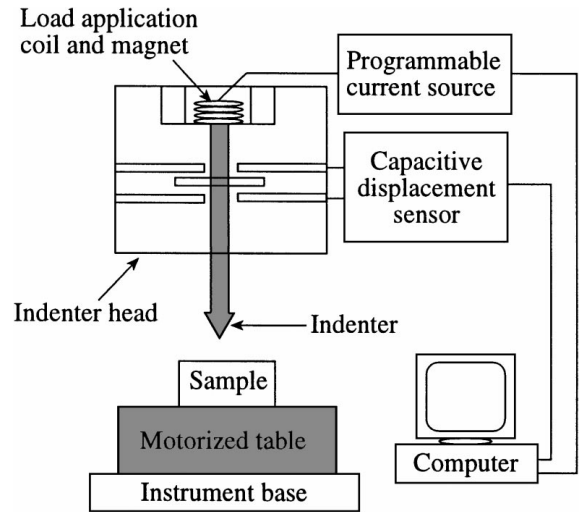 Load application
coil and magnet
Programmable
current source
Capacitive
displacement
sensor
Indenter head
Indenter
Sample
Motorized table
Computer
Instrument base